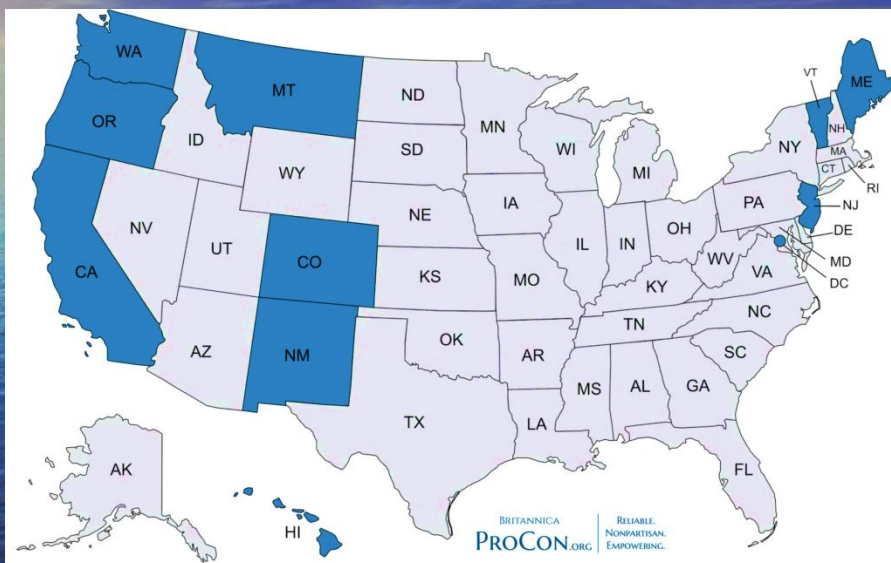 WA
MT
ND
MN
VT
ME
OR
ID
SD
WI
MI
NY
NH
MA
CT
RI
WY
IA
PA
NJ
NE
OH
DE
NV
UT
CO
IL
IN
WV
MD
CA
KS
MO
KY
VA
DC
AZ
NM
OK
AR
TN
NC
SC
TX
MS
AL
GA
LA
FL
AK
HI
BRITANNICA
PROCON.ORG
RELIABLE.
NONPARTISAN.
EMPOWERING.